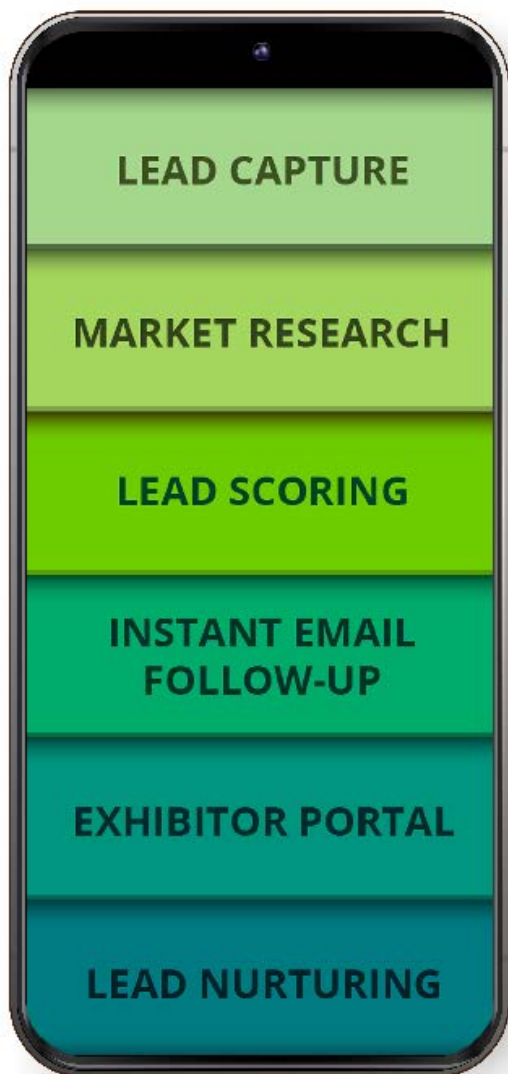 LEAD CAPTURE
MARKET RESEARCH
LEAD SCORING
INSTANT EMAIL
FOLLOW-UP
EXHIBITOR PORTAL
LEAD NURTURING